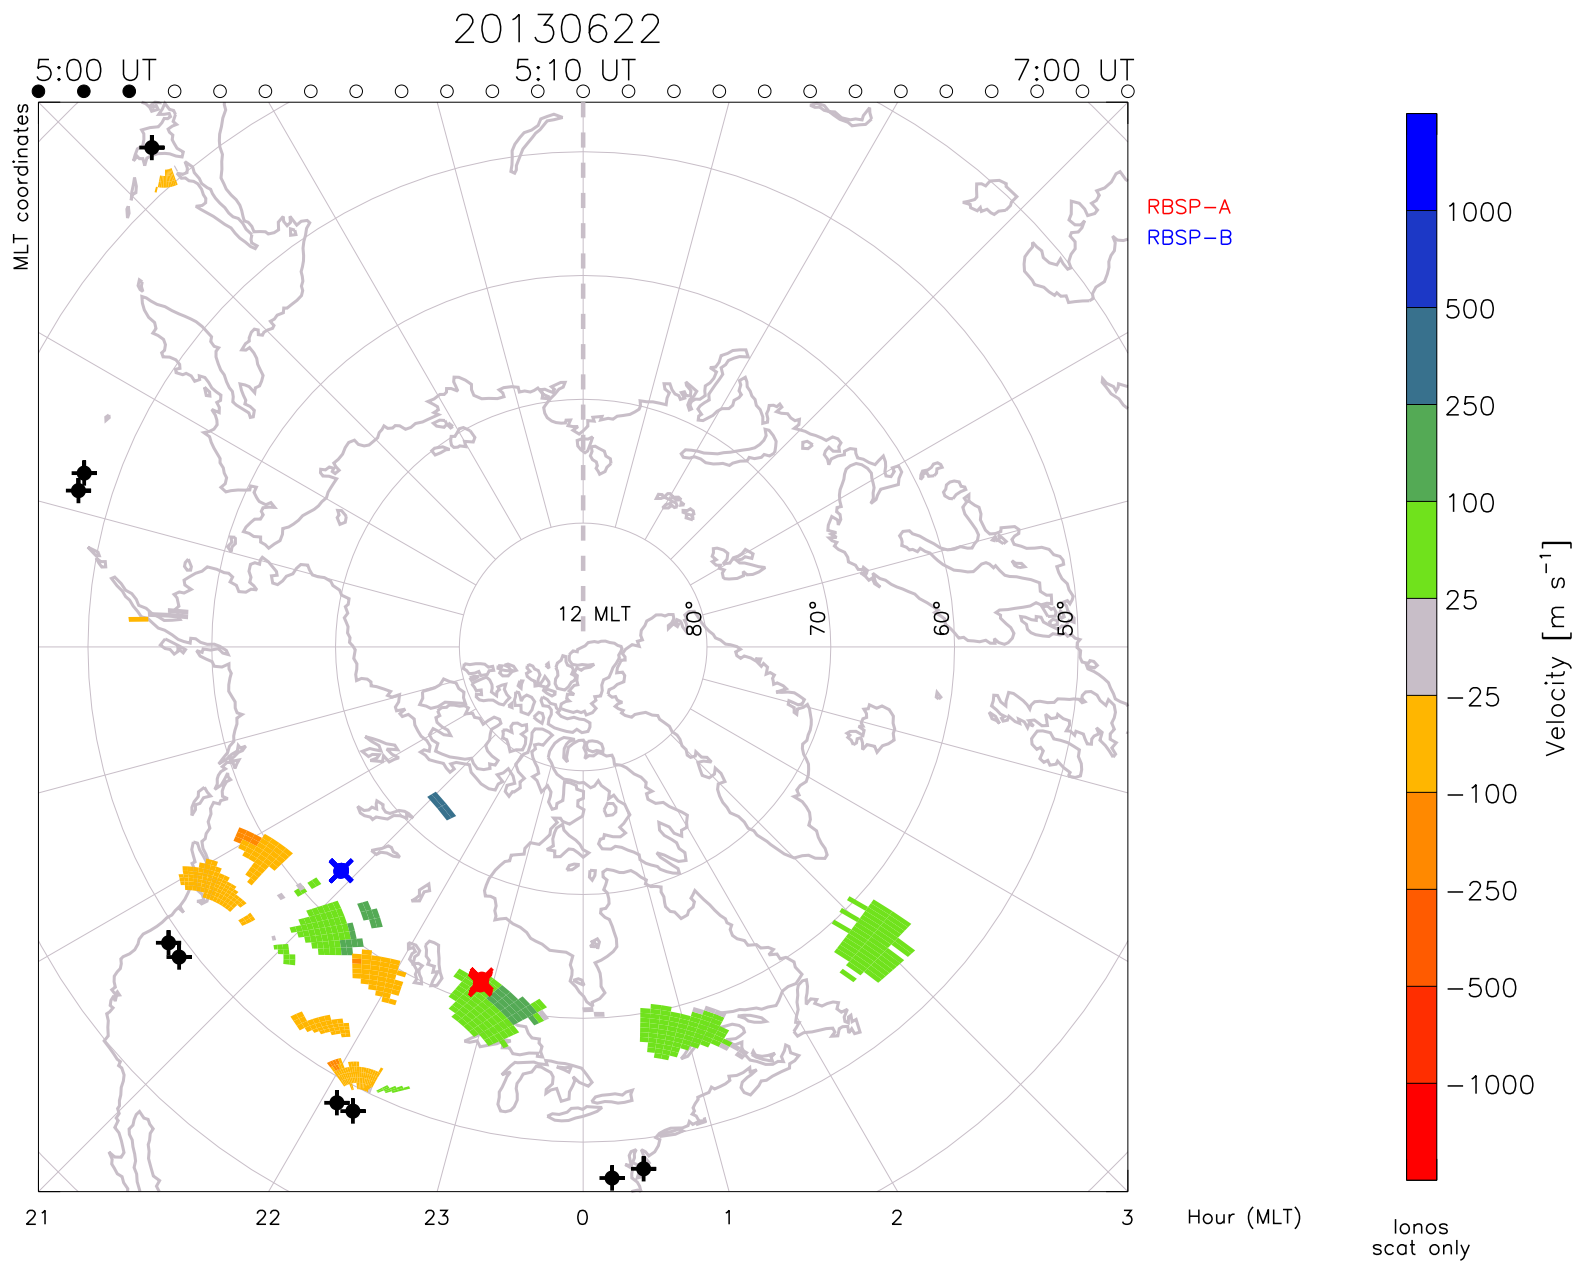 20130622
5:00 UT
5:10 UT
7:00 UT
MLT coordinates
RBSP-A
RBSP-B
12 MLT
80°
70°
60°
50°
21
22
23
0
1
2
3
Hour (MLT)
1000
500
250
100
25
-25
-100
-250
-500
-1000
Velocity [m s⁻¹]
Ionos
scat only